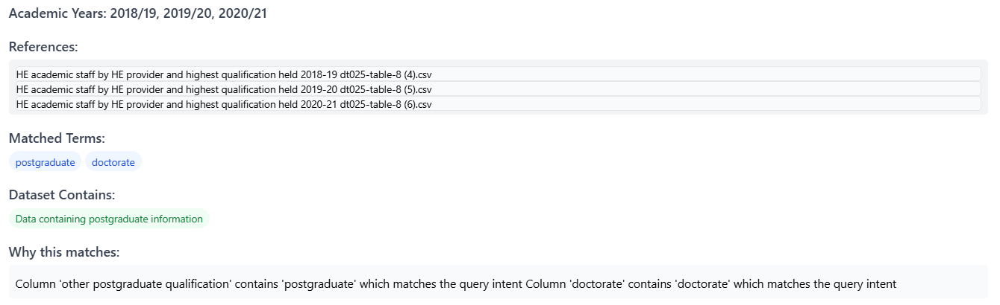 Academic Years: 2018/19, 2019/20, 2020/21
References:
HE academic staff by HE provider and highest qualification held 2018-19 dt025-table-8 (4).csv
HE academic staff by HE provider and highest qualification held 2019-20 dt025-table-8 (5).csv
HE academic staff by HE provider and highest qualification held 2020-21 dt025-table-8 (6).csv
Matched Terms:
postgraduate doctorate
Dataset Contains:
Data containing postgraduate information
Why this matches:
Column 'other postgraduate qualification' contains 'postgraduate' which matches the query intent Column 'doctorate' contains 'doctorate' which matches the query intent